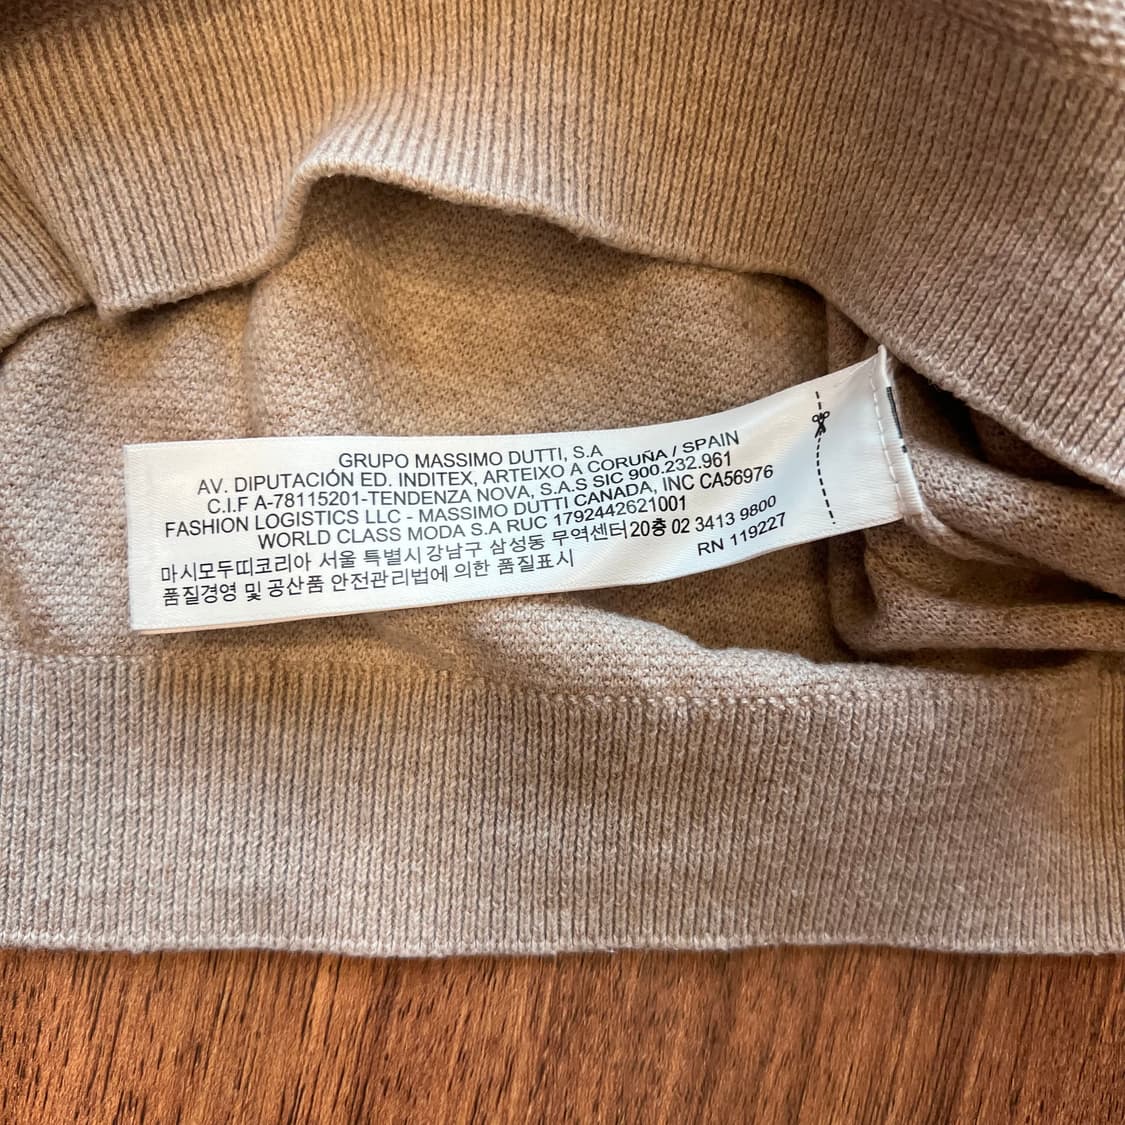 GRUPO MASSIMO DUTTI, S.A
AV. DIPUTACIÓN ED. INDITEX, ARTEIXO A CORUÑA / SPAIN
C.I.F A-78115201-TENDENZA NOVA, S.A.S SIC 900.232.961
FASHION LOGISTICS LLC - MASSIMO DUTTI CANADA, INC CA56976
WORLD CLASS MODA S.A RUC 1792442621001
마시모두띠코리아 서울 특별시 강남구 삼성동 무역센터20층 02 3413 9800
품질경영 및 공산품 안전관리법에 의한 품질표시 RN 119227